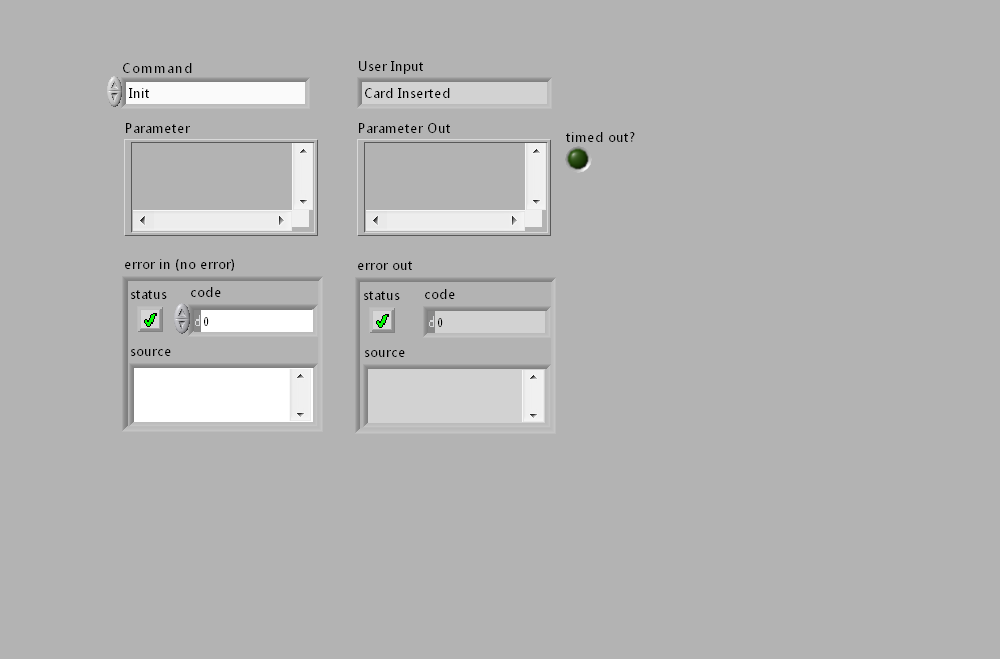 Command
User Input
Init
Card Inserted
Parameter
Parameter Out
timed out?
error in (no error)
error out
status
code
status
code
d 0
d 0
source
source